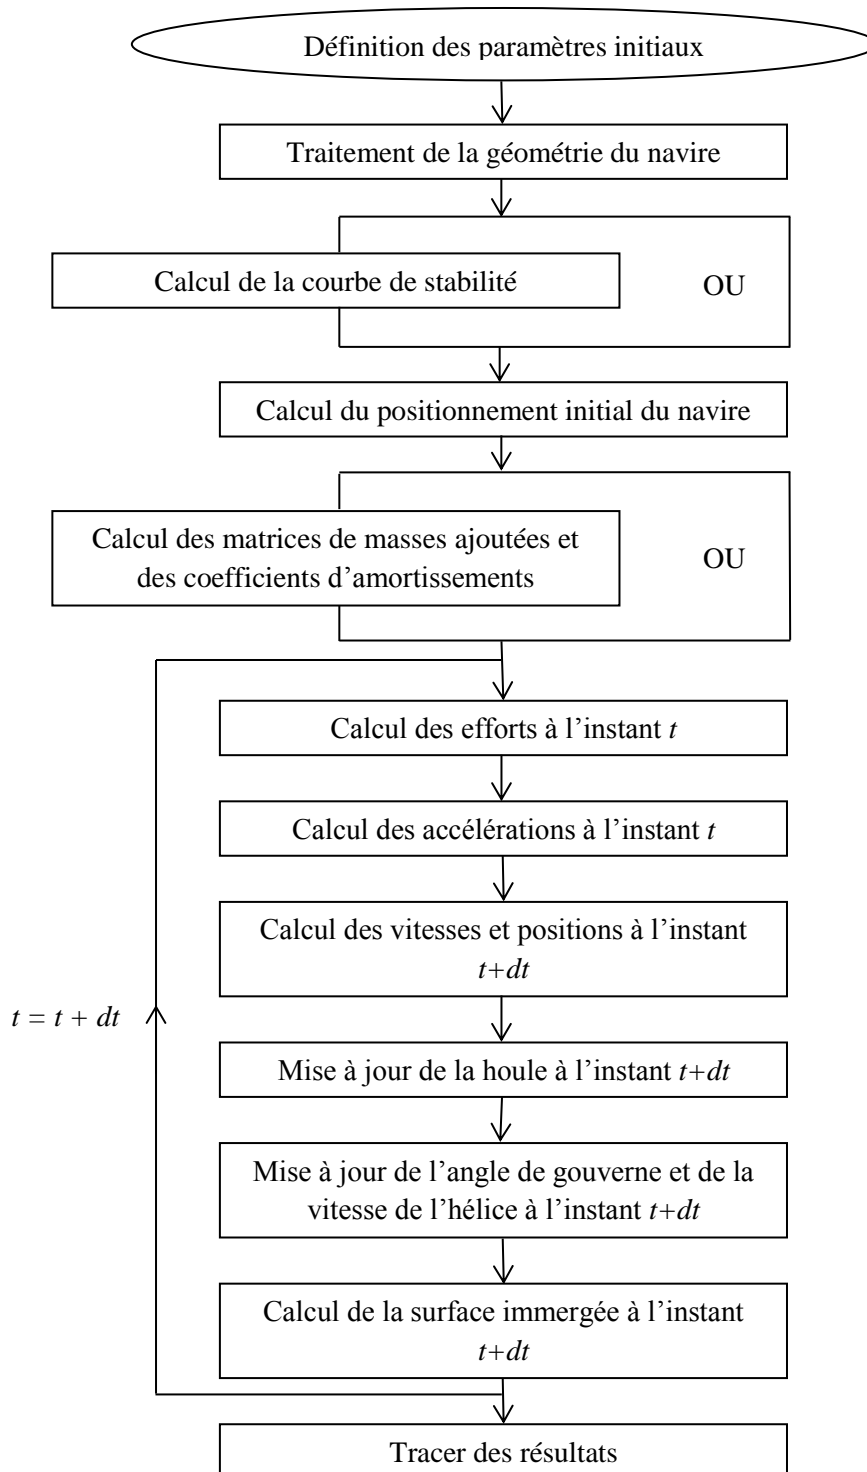 Définition des paramètres initiaux
Traitement de la géométrie du navire
Calcul de la courbe de stabilité
OU
Calcul du positionnement initial du navire
Calcul des matrices de masses ajoutées et
des coefficients d’amortissements
OU
Calcul des efforts à l’instant t
Calcul des accélérations à l’instant t
Calcul des vitesses et positions à l’instant
t+dt
t = t + dt
Mise à jour de la houle à l’instant t+dt
Mise à jour de l’angle de gouverne et de la
vitesse de l’hélice à l’instant t+dt
Calcul de la surface immergée à l’instant
t+dt
Tracer des résultats